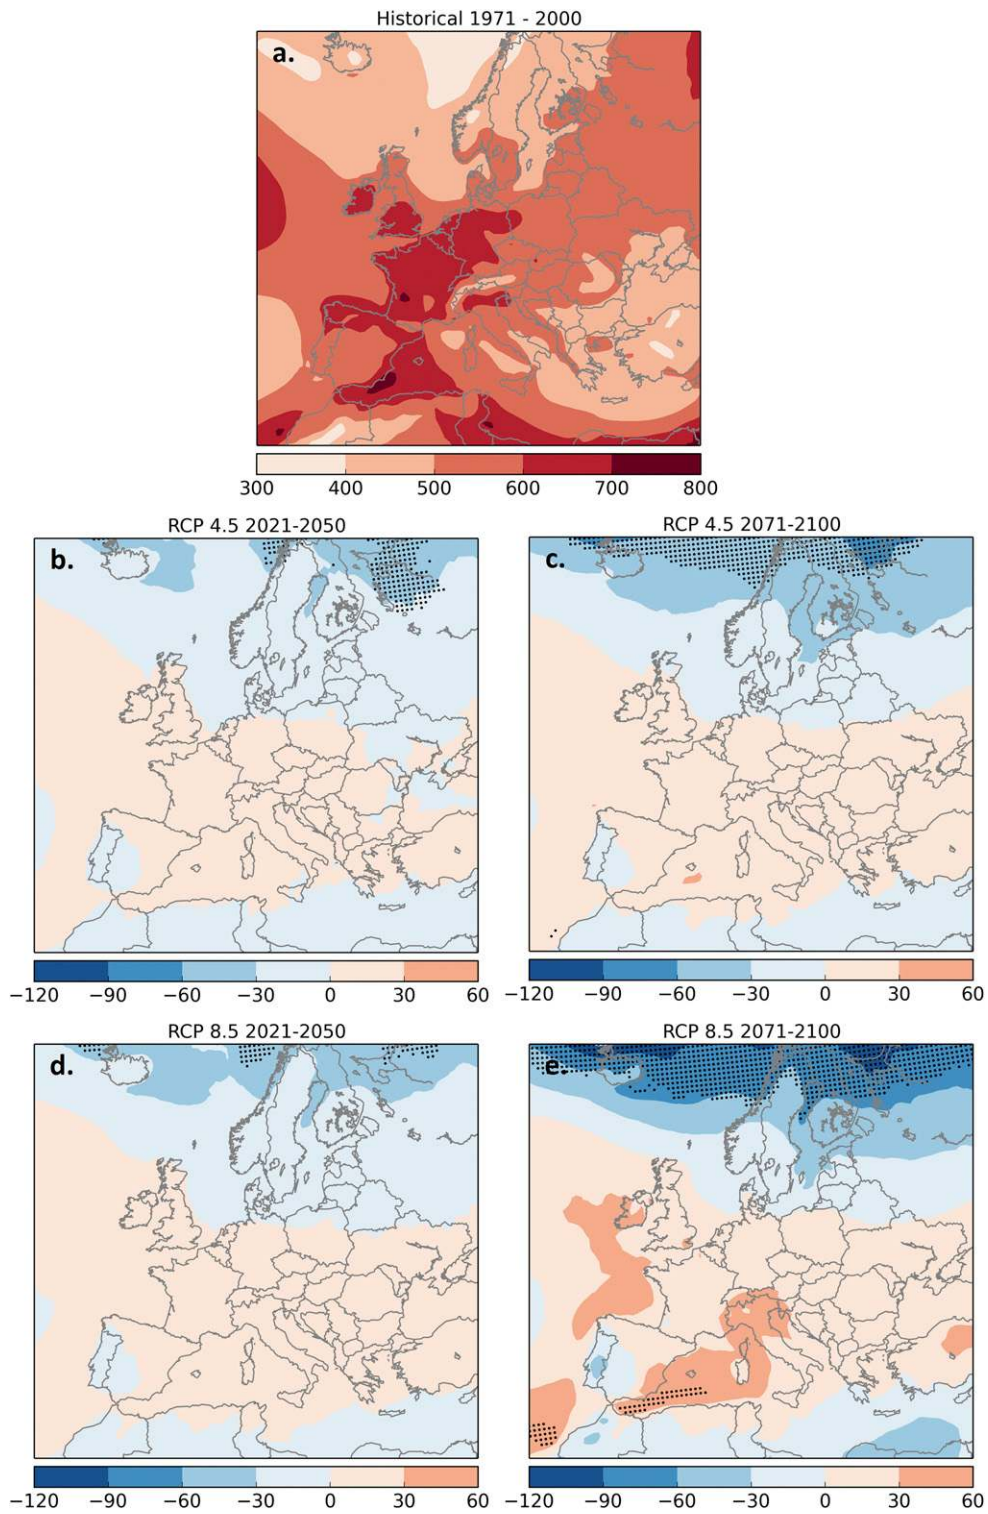 Historical 1971 - 2000
a.
300 400 500 600 700 800
RCP 4.5 2021-2050
b.
−120 −90 −60 −30 0 30 60
RCP 4.5 2071-2100
c.
−120 −90 −60 −30 0 30 60
RCP 8.5 2021-2050
d.
−120 −90 −60 −30 0 30 60
RCP 8.5 2071-2100
e.
−120 −90 −60 −30 0 30 60